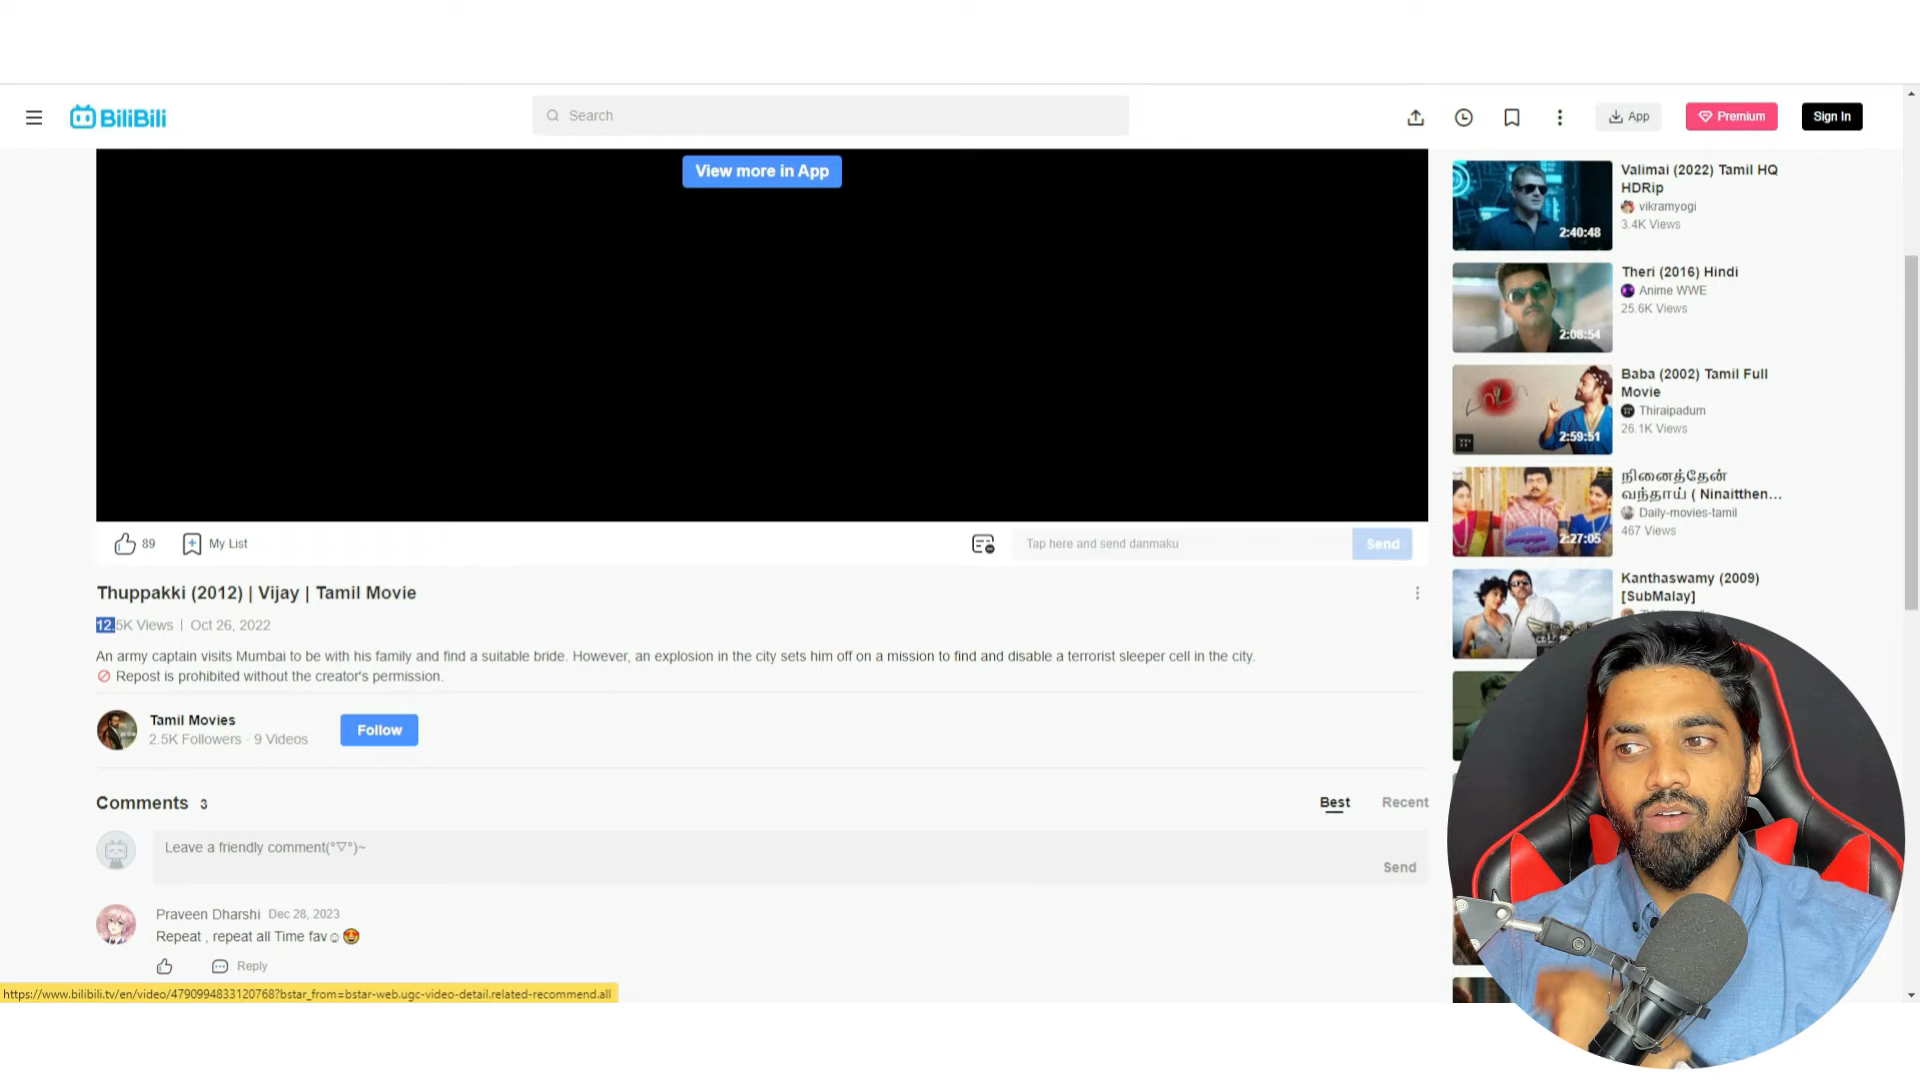 BiliBili
Search
App
Premium
Sign In
View more in App
89
My List
Tap here and send danmaku
Send
Thuppakki (2012) | Vijay | Tamil Movie
12.5K Views | Oct 26, 2022
An army captain visits Mumbai to be with his family and find a suitable bride. However, an explosion in the city sets him off on a mission to find and disable a terrorist sleeper cell in the city.
Repost is prohibited without the creator's permission.
Tamil Movies
2.5K Followers · 9 Videos
Follow
Comments 3
Best
Recent
Leave a friendly comment(°▽°)~
Send
Praveen Dharshi Dec 28, 2023
Repeat , repeat all Time fav☺😍
Reply
https://www.bilibili.tv/en/video/4790994833120768?bstar_from=bstar-web.ugc-video-detail.related-recommend.all
2:40:48
Valimai (2022) Tamil HQ
HDRip
vikramyogi
3.4K Views
2:08:54
Theri (2016) Hindi
Anime WWE
25.6K Views
2:59:51
Baba (2002) Tamil Full
Movie
Thiraipadum
26.1K Views
2:27:05
நினைத்தேன்
வந்தாய் ( Ninaitthen...
Daily-movies-tamil
467 Views
Kanthaswamy (2009)
[SubMalay]